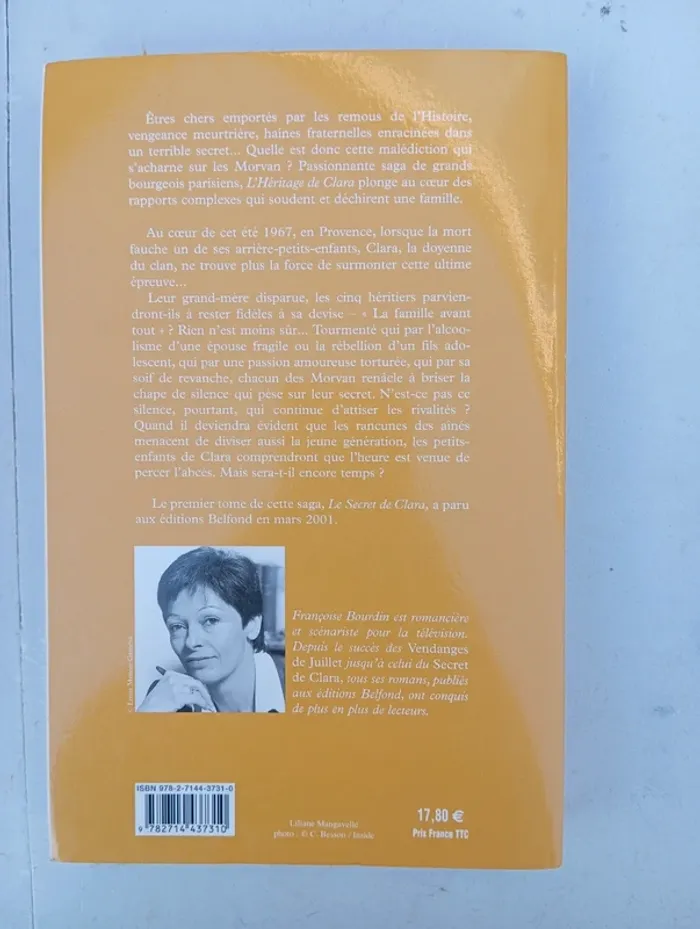 Êtres chers emportés par les remous de l'Histoire,
vengeance meurtrière, haines fraternelles enracinées dans
un terrible secret... Quelle est donc cette malédiction qui
s'acharne sur les Morvan ? Passionnante saga de grands
bourgeois parisiens, L'Héritage de Clara plonge au cœur des
rapports complexes qui soudent et déchirent une famille.
Au cœur de cet été 1967, en Provence, lorsque la mort
fauche un de ses arrière-petits-enfants, Clara, la doyenne
du clan, ne trouve plus la force de surmonter cette ultime
épreuve...
Leur grand-mère disparue, les cinq héritiers parvien-
dront-ils à rester fidèles à sa devise – « La famille avant
tout » ? Rien n'est moins sûr... Tourmenté qui par l'alcoo-
lisme d'une épouse fragile ou la rébellion d'un fils ado-
lescent, qui par une passion amoureuse torturée, qui par sa
soif de revanche, chacun des Morvan renâcle à briser la
chape de silence qui pèse sur leur secret. N'est-ce pas ce
silence, pourtant, qui continue d'attiser les rivalités ?
Quand il deviendra évident que les rancunes des aînés
menacent de diviser aussi la jeune génération, les petits-
enfants de Clara comprendront que l'heure est venue de
percer l'abcès. Mais sera-t-il encore temps ?
Le premier tome de cette saga, Le Secret de Clara, a paru
aux éditions Belfond en mars 2001.
Françoise Bourdin est romancière
et scénariste pour la télévision.
Depuis le succès des Vendanges
de Juillet jusqu'à celui du Secret
de Clara, tous ses romans, publiés
aux éditions Belfond, ont conquis
de plus en plus de lecteurs.
ISBN 978-2-7144-3731-0
9 782714 437310
Liliane Mangavelle
photo : © C. Besson / Inside
17,80 €
Prix France TTC